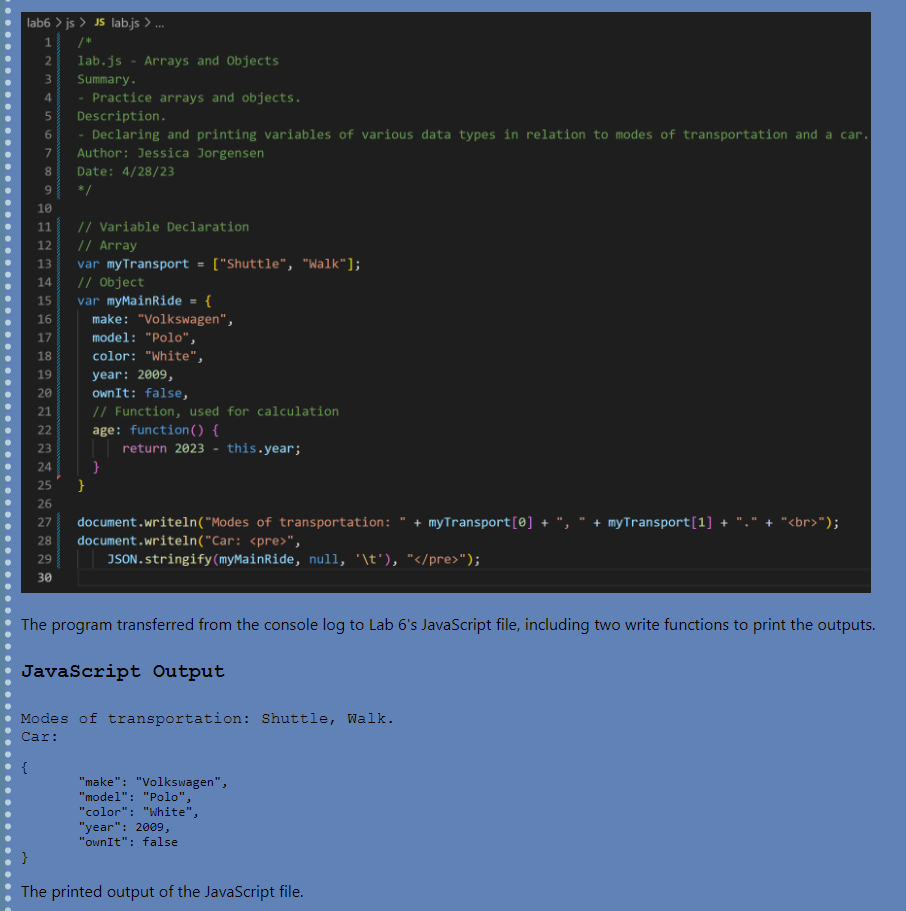 lab6 > js > JS lab.js > ...
1 /*
2 lab.js - Arrays and Objects
3 Summary.
4 - Practice arrays and objects.
5 Description.
6 - Declaring and printing variables of various data types in relation to modes of transportation and a car.
7 Author: Jessica Jorgensen
8 Date: 4/28/23
9 */
10
11 // Variable Declaration
12 // Array
13 var myTransport = ["Shuttle", "Walk"];
14 // Object
15 var myMainRide = {
16 make: "Volkswagen",
17 model: "Polo",
18 color: "White",
19 year: 2009,
20 ownIt: false,
21 // Function, used for calculation
22 age: function() {
23 return 2023 - this.year;
24 }
25 }
26
27 document.writeln("Modes of transportation: " + myTransport[0] + ", " + myTransport[1] + "." + "<br>");
28 document.writeln("Car: <pre>",
29 JSON.stringify(myMainRide, null, '\t'), "</pre>");
30
The program transferred from the console log to Lab 6's JavaScript file, including two write functions to print the outputs.
JavaScript Output
Modes of transportation: Shuttle, Walk.
Car:
{
"make": "Volkswagen",
"model": "Polo",
"color": "White",
"year": 2009,
"ownIt": false
}
The printed output of the JavaScript file.